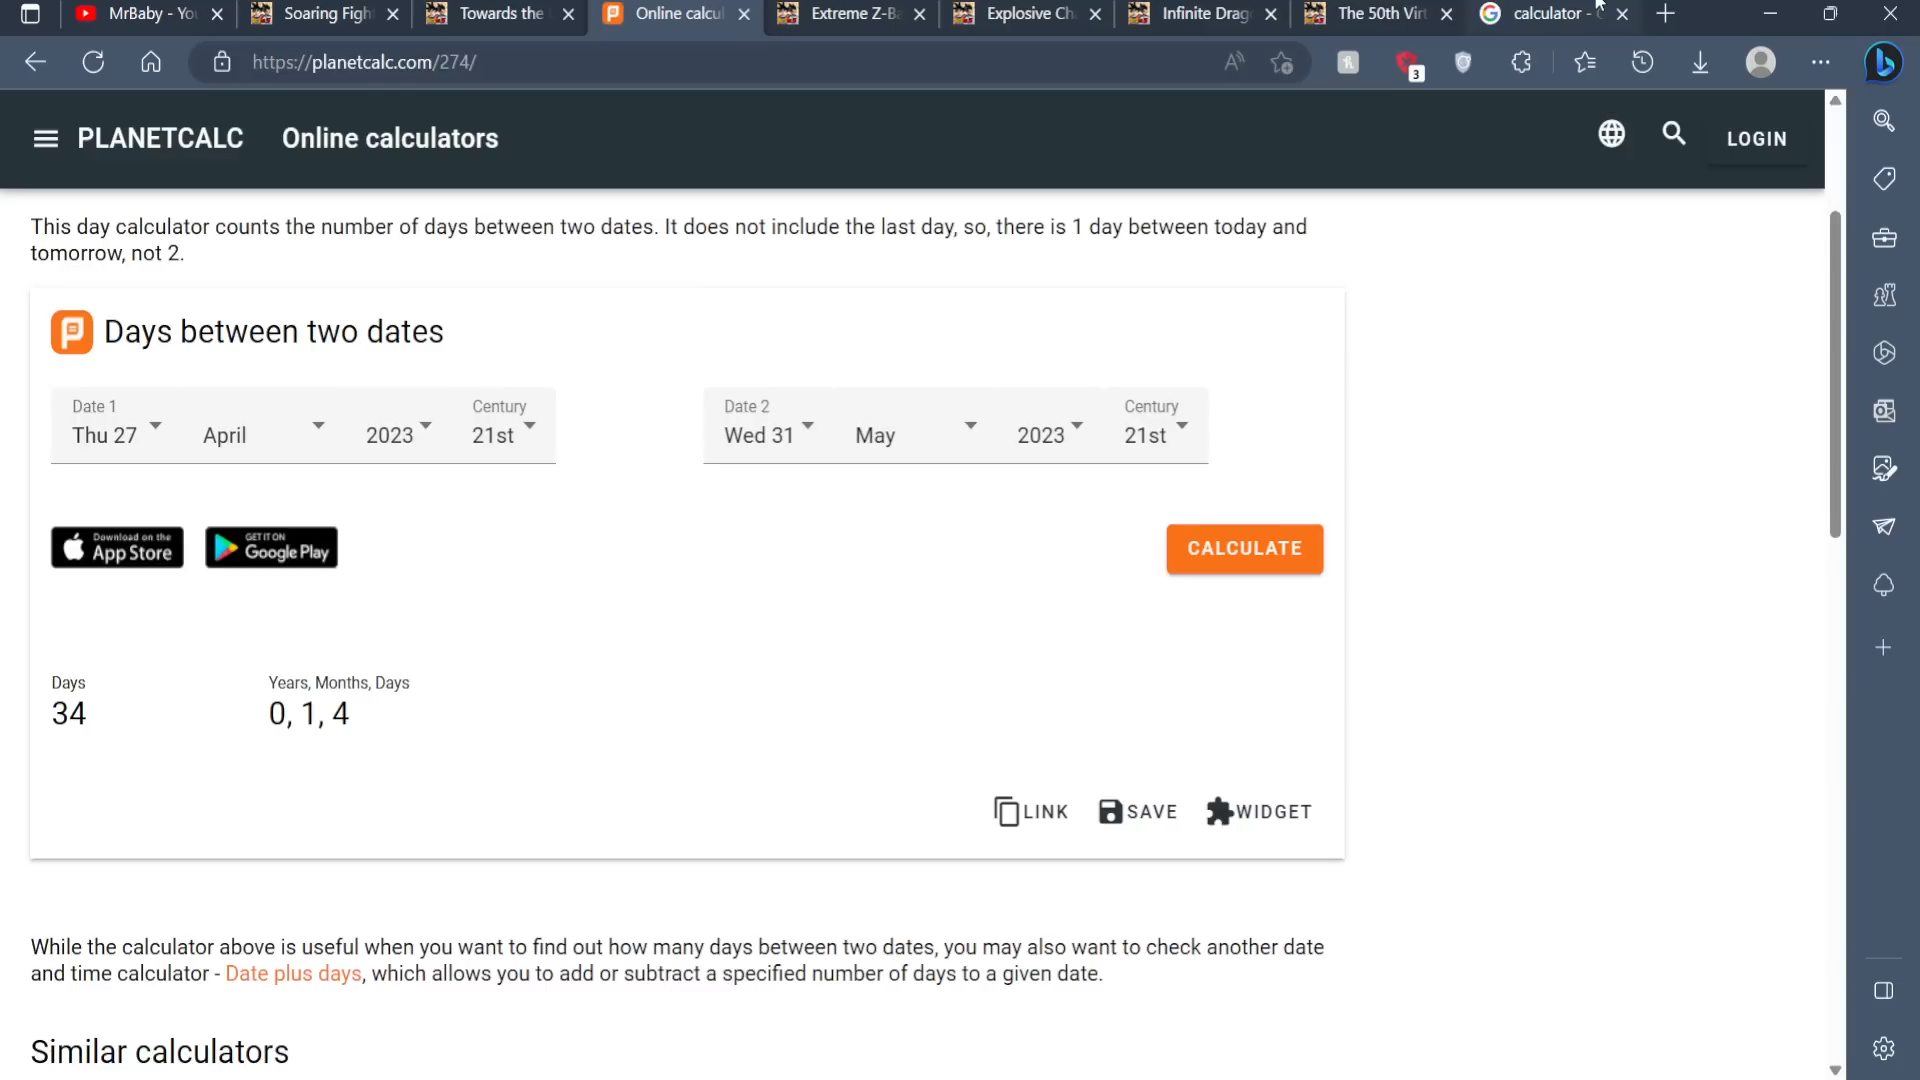 MrBaby - You
Soaring Figh
Towards the
Online calcul
Extreme Z-Ba
Explosive Ch
Infinite Drag
The 50th Virt
calculator -
https://planetcalc.com/274/
3
PLANETCALC
Online calculators
LOGIN
This day calculator counts the number of days between two dates. It does not include the last day, so, there is 1 day between today and
tomorrow, not 2.
Days between two dates
Date 1
Century
Thu 27
April
2023
21st
Date 2
Century
Wed 31
May
2023
21st
Download on the
App Store
GET IT ON
Google Play
CALCULATE
Days
34
Years, Months, Days
0, 1, 4
LINK
SAVE
WIDGET
While the calculator above is useful when you want to find out how many days between two dates, you may also want to check another date
and time calculator - Date plus days, which allows you to add or subtract a specified number of days to a given date.
Similar calculators